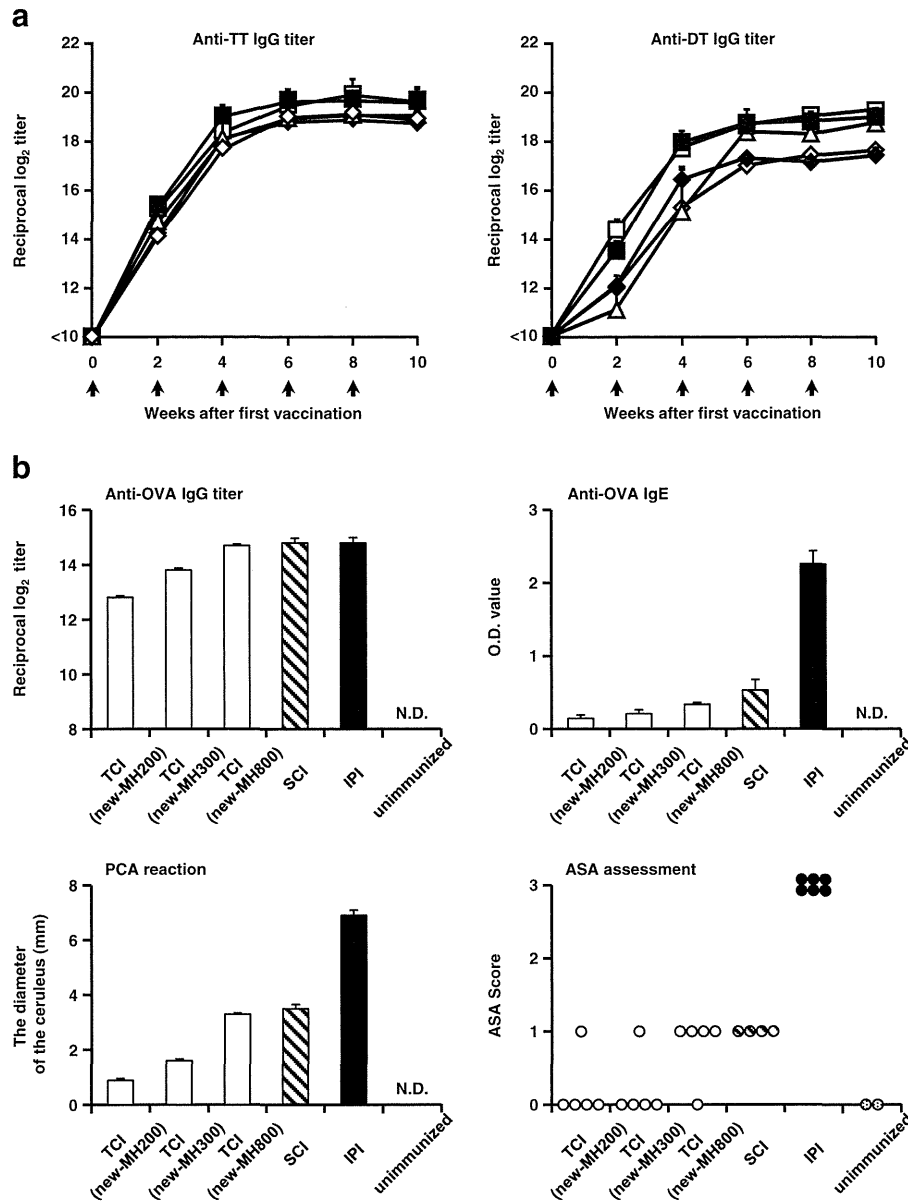 a
Anti-TT IgG titer
Reciprocal log2 titer
22
20
18
16
14
12
<10
0 2 4 6 8 10
Weeks after first vaccination
Anti-DT IgG titer
Reciprocal log2 titer
22
20
18
16
14
12
<10
0 2 4 6 8 10
Weeks after first vaccination
b
Anti-OVA IgG titer
Reciprocal log2 titer
16
14
12
10
8
N.D.
TCI (new-MH200)
TCI (new-MH300)
TCI (new-MH800)
SCI
IPI
unimmunized
Anti-OVA IgE
O.D. value
3
2
1
0
N.D.
TCI (new-MH200)
TCI (new-MH300)
TCI (new-MH800)
SCI
IPI
unimmunized
PCA reaction
The diameter
of the ceruleus (mm)
8
6
4
2
0
N.D.
TCI (new-MH200)
TCI (new-MH300)
TCI (new-MH800)
SCI
IPI
unimmunized
ASA assessment
ASA Score
3
2
1
0
TCI (new-MH200)
TCI (new-MH300)
TCI (new-MH800)
SCI
IPI
unimmunized